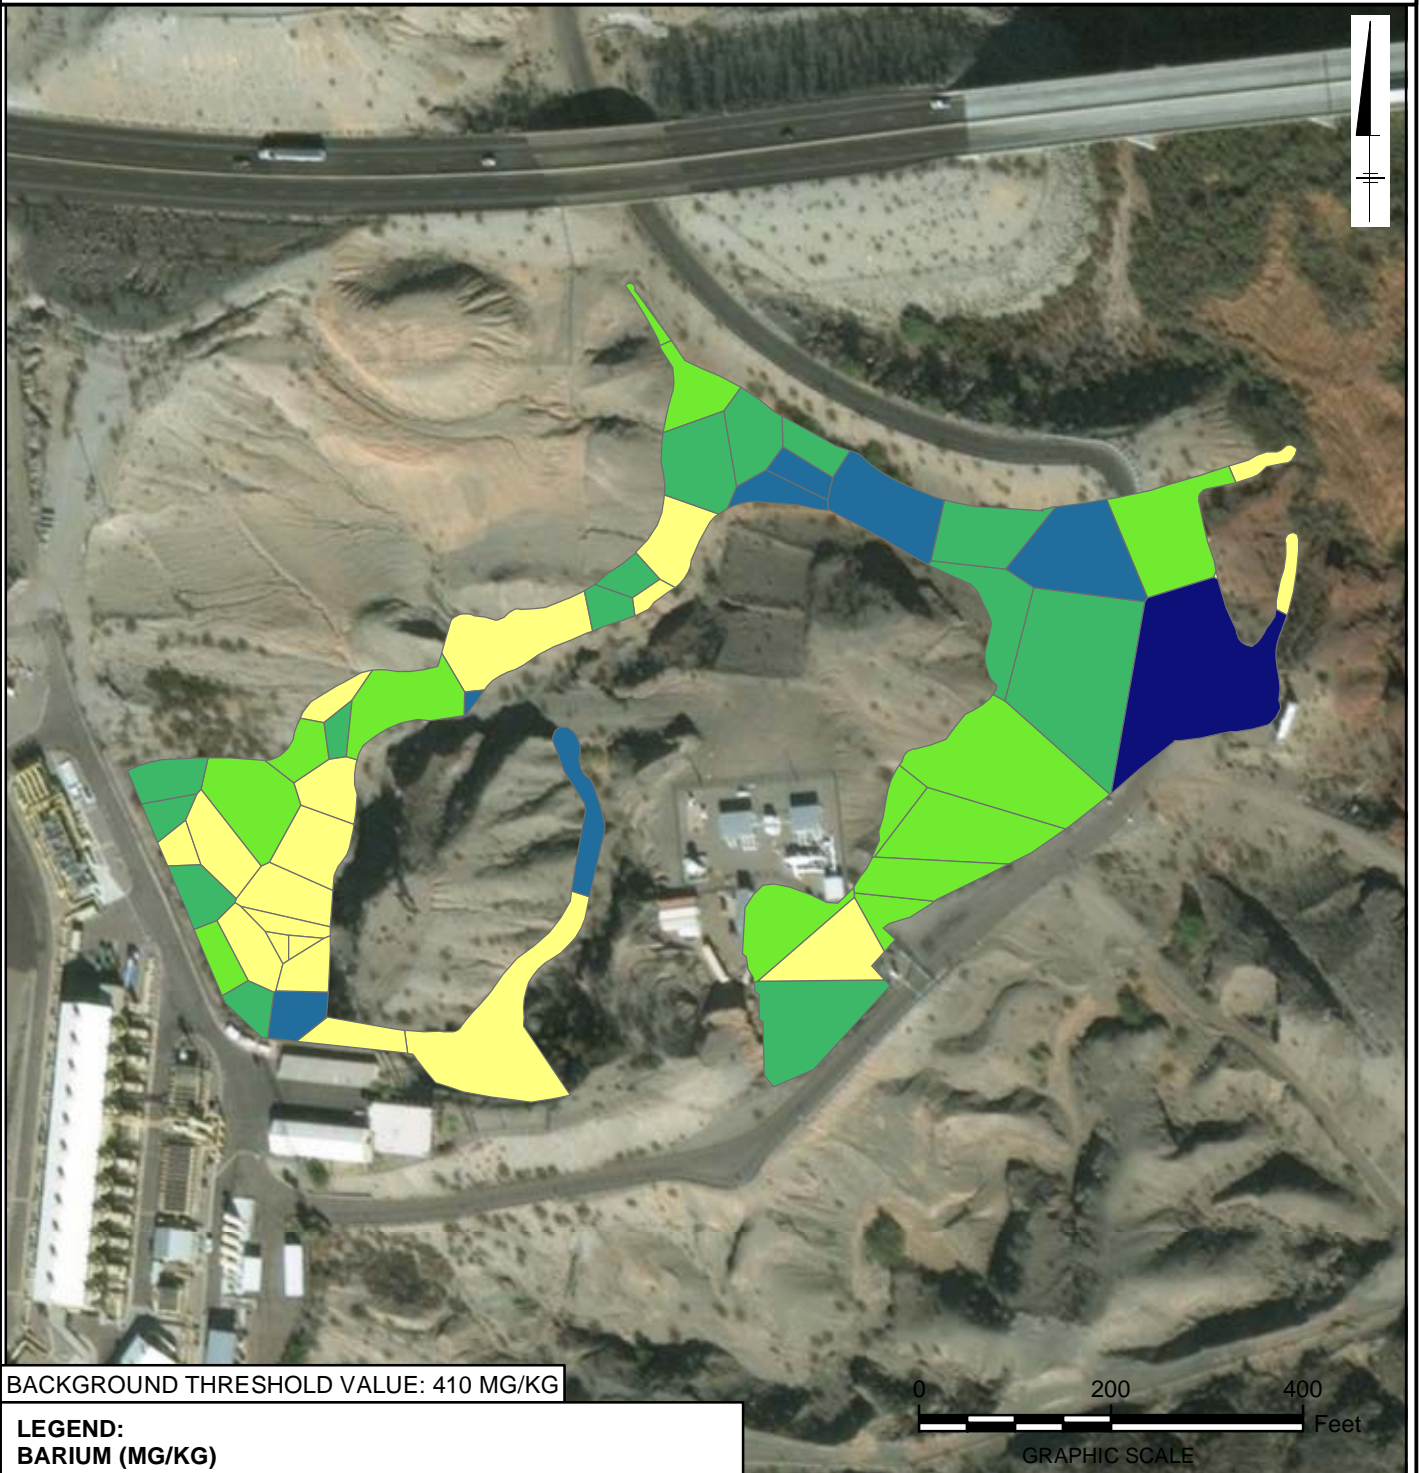 BACKGROUND THRESHOLD VALUE: 410 MG/KG
LEGEND:
BARIUM (MG/KG)
0 200 400
Feet
GRAPHIC SCALE